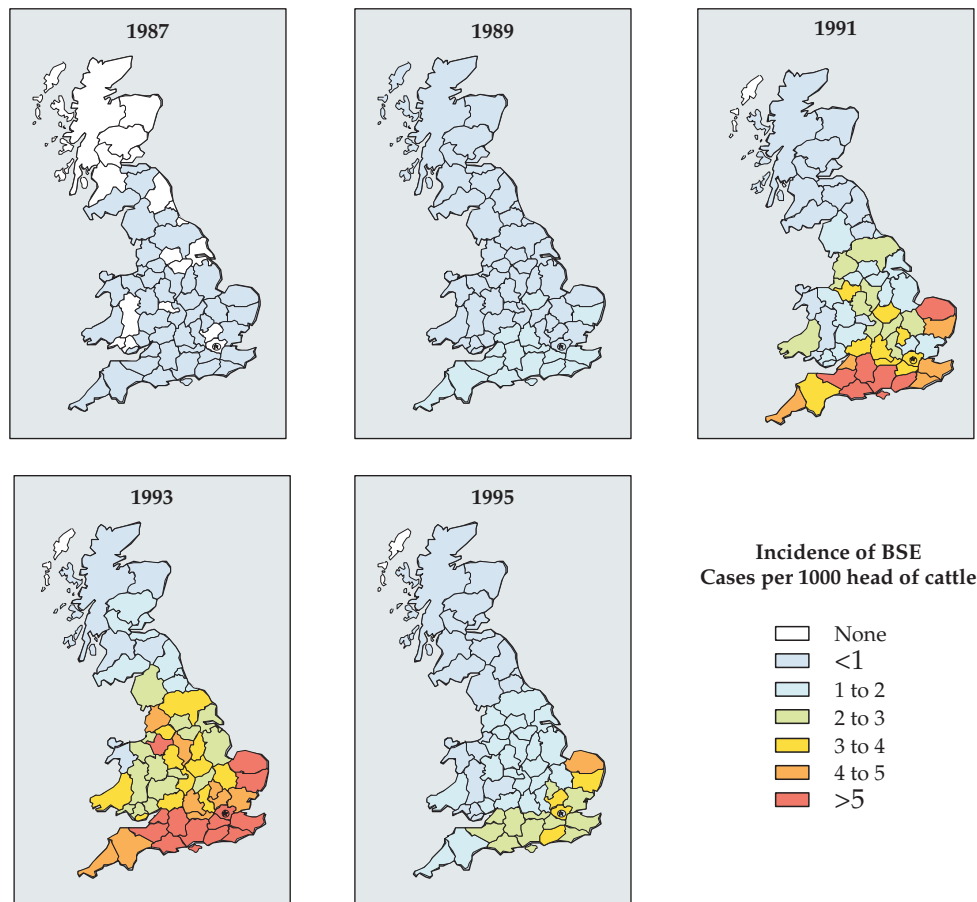 1987
1989
1991
1993
1995
Incidence of BSE
Cases per 1000 head of cattle
None
<1
1 to 2
2 to 3
3 to 4
4 to 5
>5